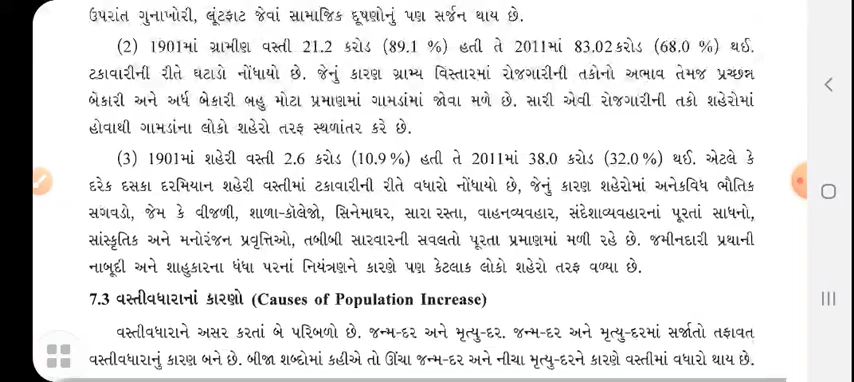 ઉપરાંત ગુનાખોરી, લૂંટફાટ જેવાં સામાજિક દૂષણોનું પણ સર્જન થાય છે.
(2) 1901માં ગ્રામીણ વસ્તી 21.2 કરોડ (89.1 %) હતી તે 2011માં 83.02 કરોડ (68.0 %) થઈ.
ટકાવારીની રીતે ઘટાડો નોંધાયો છે. જેનું કારણ ગ્રામ્ય વિસ્તારમાં રોજગારીની તકોનો અભાવ તેમજ પ્રચ્છન્ન
બેકારી અને અર્ધ બેકારી બહુ મોટા પ્રમાણમાં ગામડાંમાં જોવા મળે છે. સારી એવી રોજગારીની તકો શહેરોમાં
હોવાથી ગામડાંના લોકો શહેરો તરફ સ્થળાંતર કરે છે.
(3) 1901માં શહેરી વસ્તી 2.6 કરોડ (10.9 %) હતી તે 2011માં 38.0 કરોડ (32.0 %) થઈ. એટલે કે
દરેક દસકા દરમિયાન શહેરી વસ્તીમાં ટકાવારીની રીતે વધારો નોંધાયો છે, જેનું કારણ શહેરોમાં અનેકવિધ ભૌતિક
સગવડો, જેમ કે વીજળી, શાળા-કૉલેજો, સિનેમાઘર, સારા રસ્તા, વાહનવ્યવહાર, સંદેશાવ્યવહારનાં પૂરતાં સાધનો,
સાંસ્કૃતિક અને મનોરંજન પ્રવૃત્તિઓ, તબીબી સારવારની સવલતો પૂરતા પ્રમાણમાં મળી રહે છે. જમીનદારી પ્રથાની
નાબૂદી અને શાહુકારના ધંધા પરનાં નિયંત્રણને કારણે પણ કેટલાક લોકો શહેરો તરફ વળ્યા છે.
7.3 વસ્તીવધારાનાં કારણો (Causes of Population Increase)
વસ્તીવધારાને અસર કરતાં બે પરિબળો છે. જન્મ-દર અને મૃત્યુ-દર. જન્મ-દર અને મૃત્યુ-દરમાં સર્જાતો તફાવત
વસ્તીવધારાનું કારણ બને છે. બીજા શબ્દોમાં કહીએ તો ઊંચા જન્મ-દર અને નીચા મૃત્યુ-દરને કારણે વસ્તીમાં વધારો થાય છે.